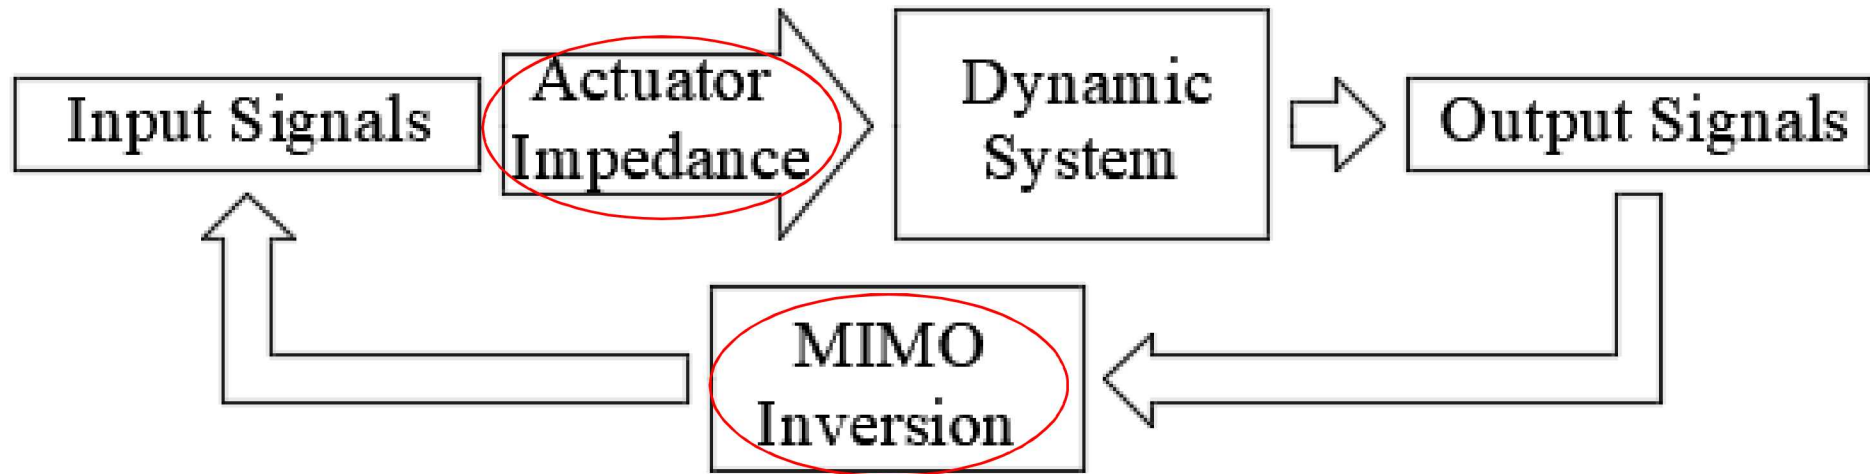 Input Signals
Actuator
Impedance
Dynamic
System
Output Signals
MIMO
Inversion